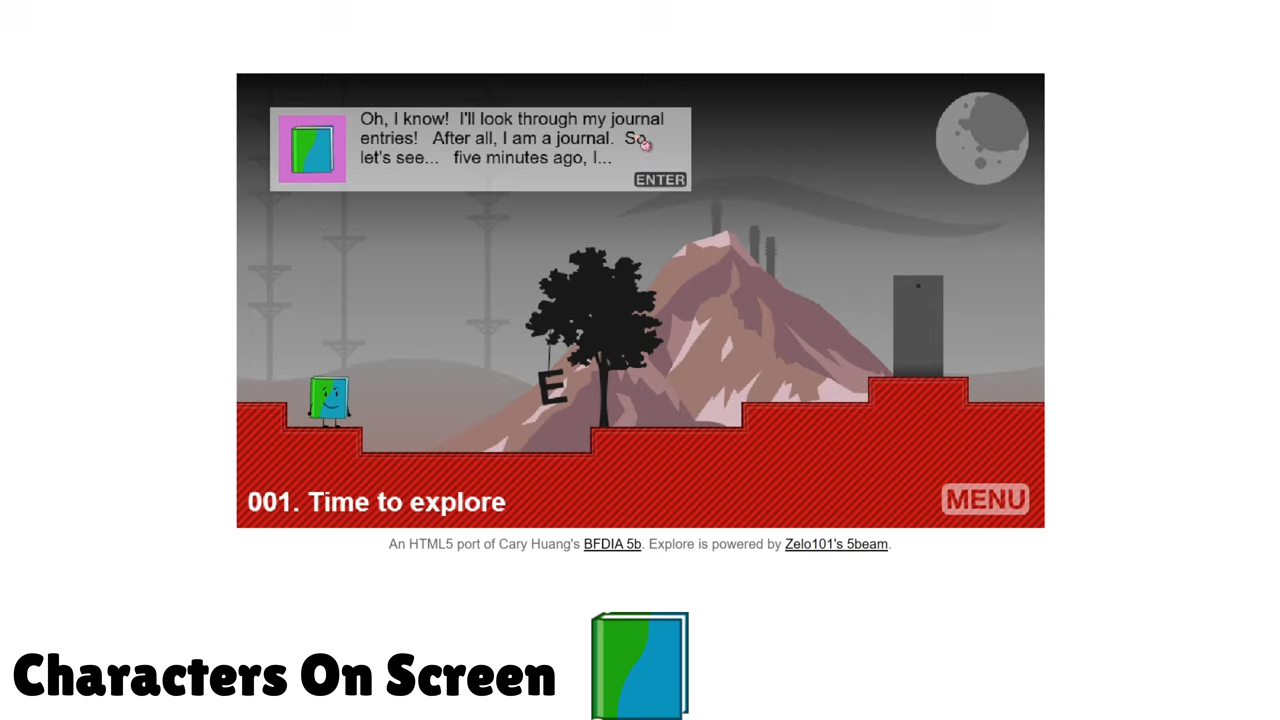 Oh, I know!  I'll look through my journal
entries!   After all, I am a journal.  So,
let's see...   five minutes ago, I...
ENTER
E
001. Time to explore
MENU
An HTML5 port of Cary Huang's BFDIA 5b. Explore is powered by Zelo101's 5beam.
Characters On Screen